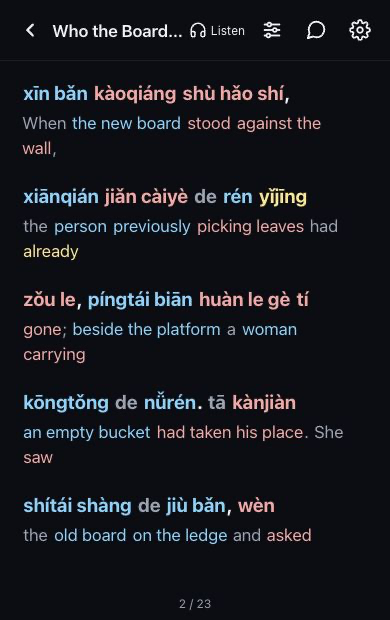 Who the Board... Listen
xīn bǎn kàoqiáng shù hǎo shí,
When the new board stood against the
wall,
xiānqián jiǎn càiyè de rén yǐjīng
the person previously picking leaves had
already
zǒu le, píngtái biān huàn le gè tí
gone; beside the platform a woman
carrying
kōngtǒng de nǚrén. tā kànjiàn
an empty bucket had taken his place. She
saw
shítái shàng de jiù bǎn, wèn
the old board on the ledge and asked
2 / 23